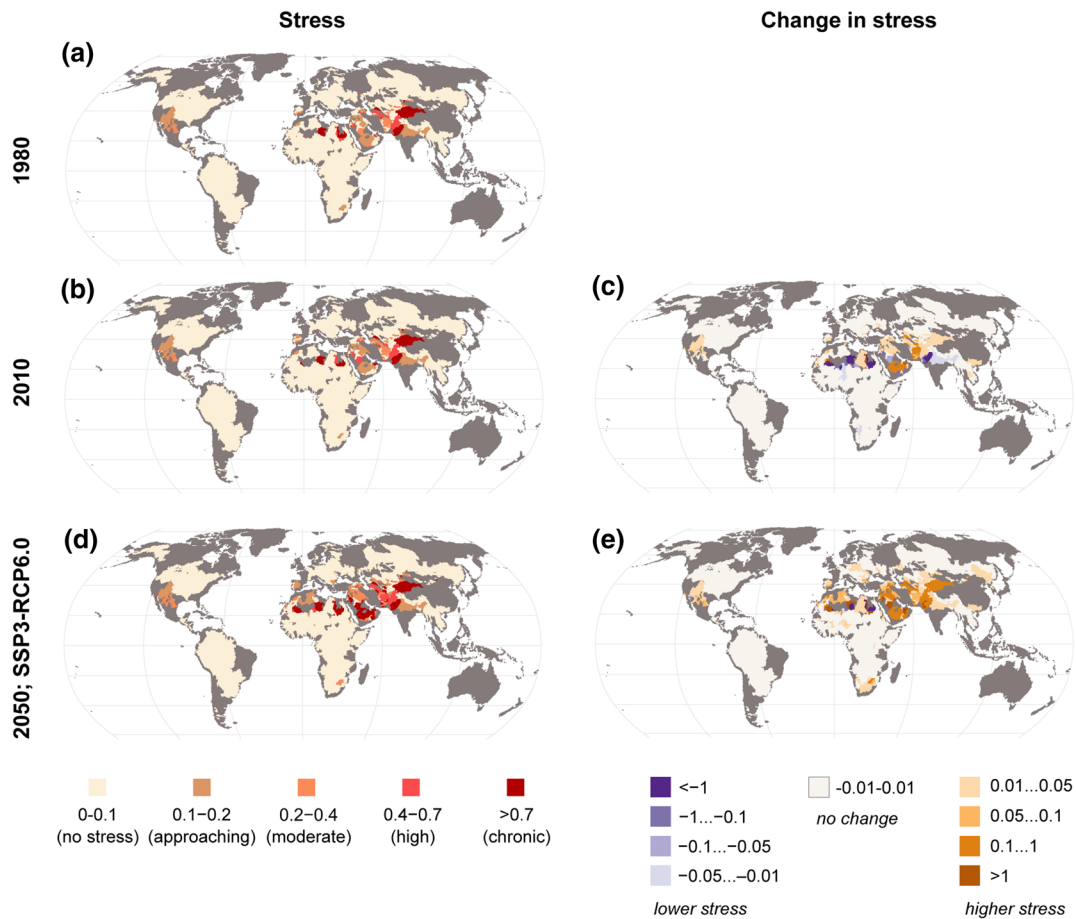 Stress
Change in stress
(a)
1980
(b)
(c)
2010
(d)
(e)
2050; SSP3-RCP6.0
0-0.1
(no stress)
0.1−0.2
(approaching)
0.2−0.4
(moderate)
0.4−0.7
(high)
>0.7
(chronic)
<−1
−1...−0.1
−0.1...−0.05
−0.05...–0.01
lower stress
-0.01-0.01
no change
0.01...0.05
0.05...0.1
0.1...1
>1
higher stress